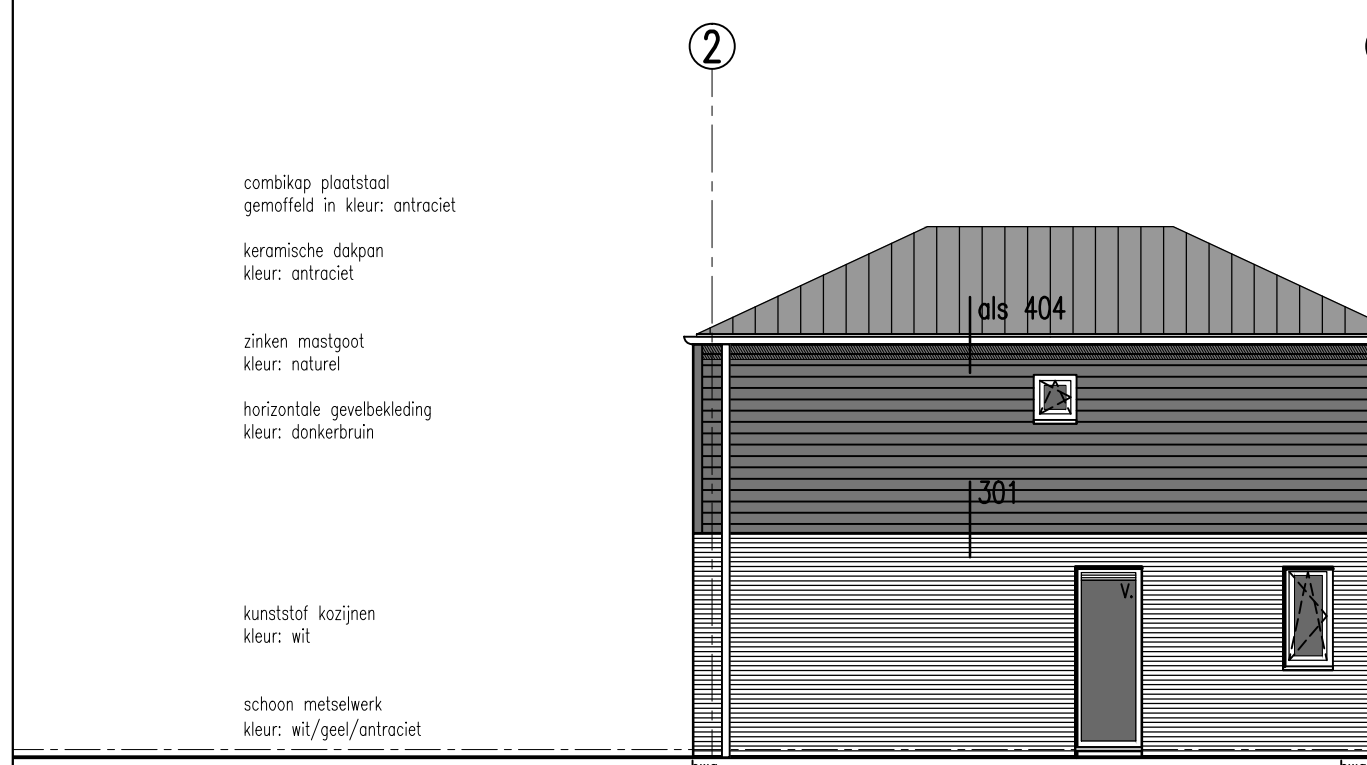 2
combikap plaatstaal
gemoffeld in kleur: antraciet
keramische dakpan
kleur: antraciet
als 404
zinken mastgoot
kleur: naturel
horizontale gevelbekleding
kleur: donkerbruin
301
V.
kunststof kozijnen
kleur: wit
schoon metselwerk
kleur: wit/geel/antraciet